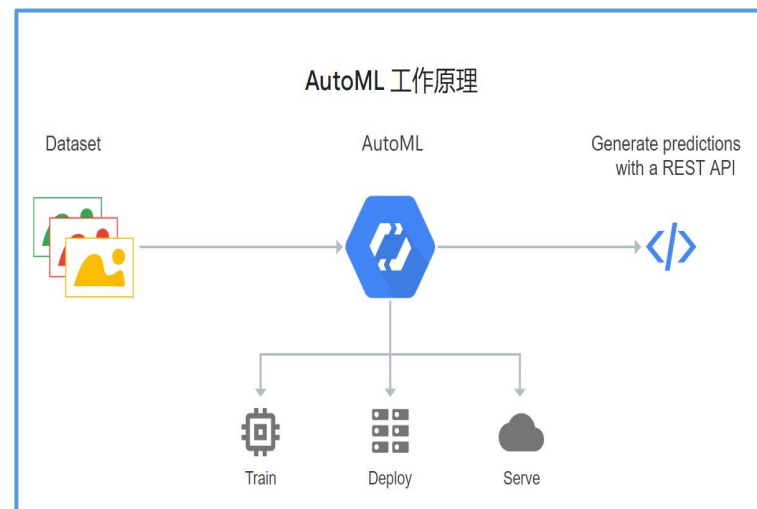 AutoML 工作原理
Dataset
AutoML
Generate predictions
with a REST API
Train
Deploy
Serve